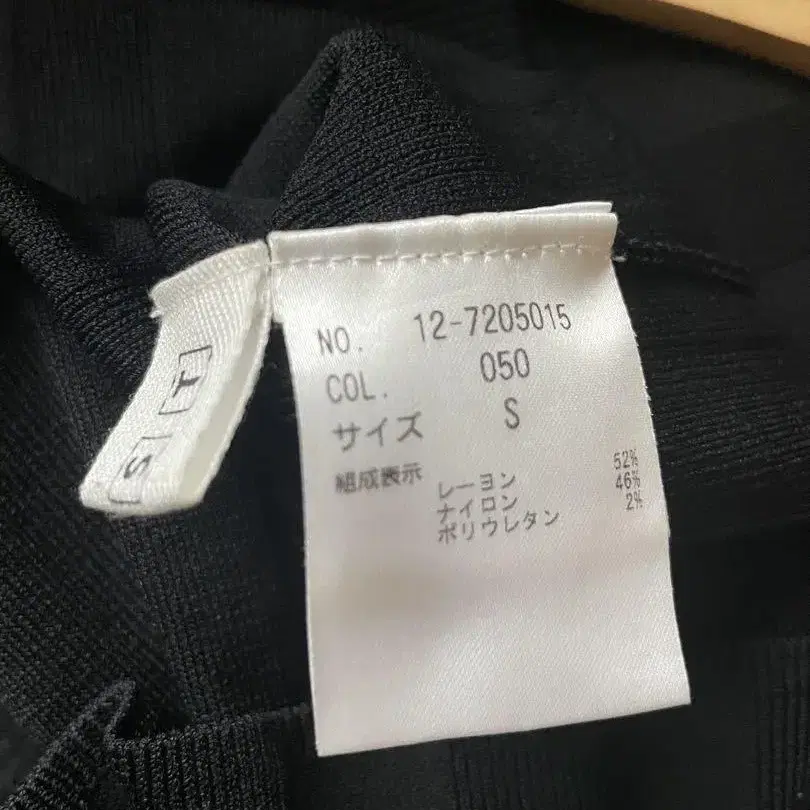 NO. 12-7205015
COL. 050
サイズ S
組成表示 レーヨン 52%
ナイロン 46%
ポリウレタン 2%
S T